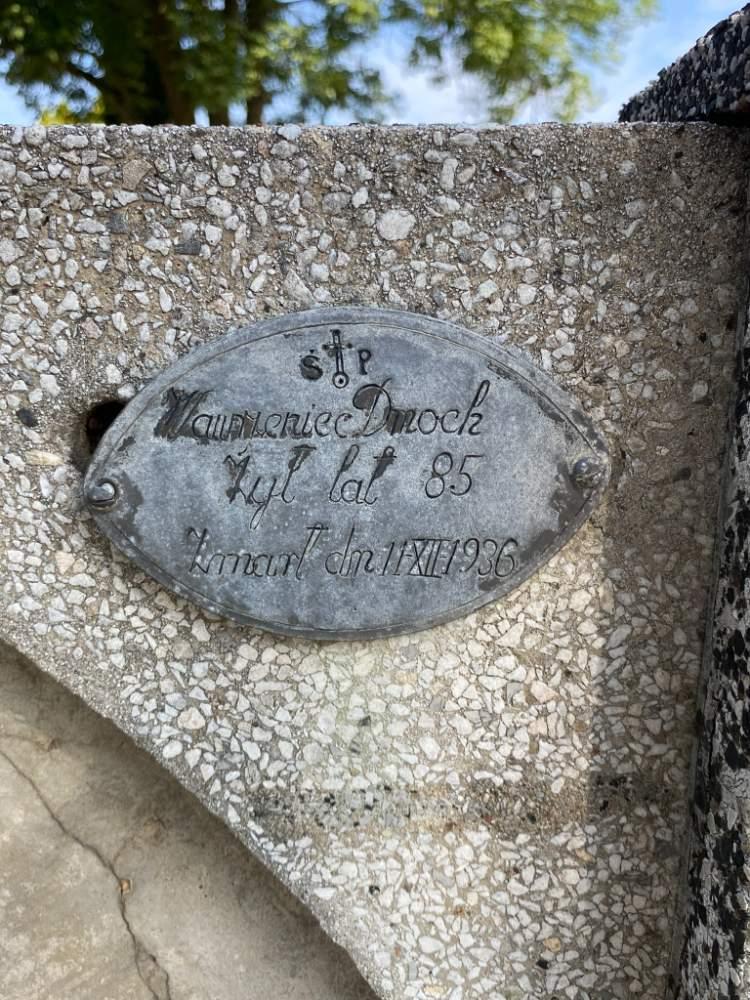 Ś P
Wawrzeniec Dmoch
Żył lat 85
Zmarł dn 11 XII 1936